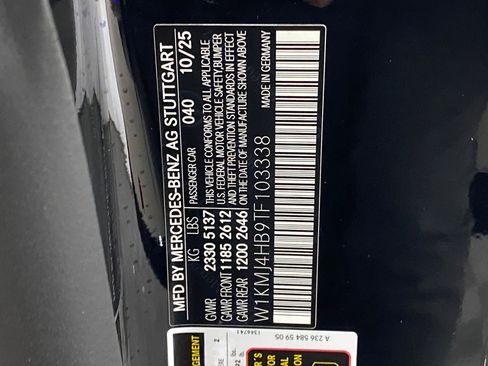 MFD BY MERCEDES-BENZ AG STUTTGART
KG LBS PASSENGER CAR 040 10/25
GVWR 2330 5137 THIS VEHICLE CONFORMS TO ALL APPLICABLE
GAWR FRONT 1185 2612 U.S. FEDERAL MOTOR VEHICLE SAFETY, BUMPER
GAWR REAR 1200 2646 AND THEFT PREVENTION STANDARDS IN EFFECT
ON THE DATE OF MANUFACTURE SHOWN ABOVE
W1KMJ4HB9TF103338 MADE IN GERMANY
A 236 584 59 05
1346741